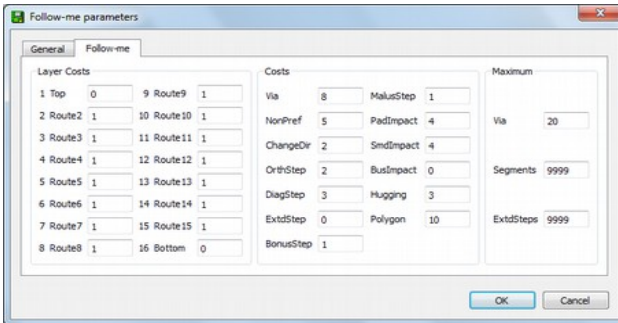 Follow-me parameters
General Follow-me
Layer Costs Costs Maximum
1 Top 0 9 Route9 1 Via 8 MalusStep 1
2 Route2 1 10 Route10 1 NonPref 5 PadImpact 4 Via 20
3 Route3 1 11 Route11 1 ChangeDir 2 SmdImpact 4
4 Route4 1 12 Route12 1 OrthStep 2 BusImpact 0 Segments 9999
5 Route5 1 13 Route13 1 DiagStep 3 Hugging 3
6 Route6 1 14 Route14 1 ExtdStep 0 Polygon 10 ExtdSteps 9999
7 Route7 1 15 Route15 1 BonusStep 1
8 Route8 1 16 Bottom 0
OK Cancel